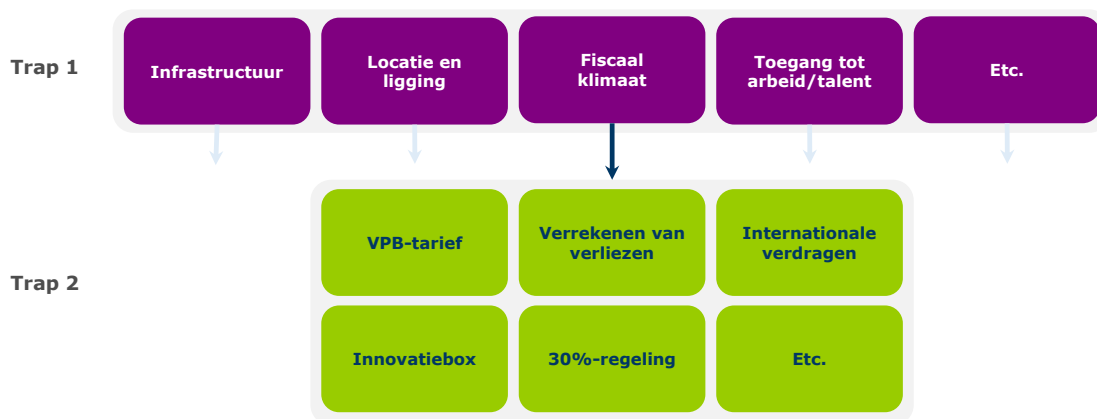 Trap 1
Infrastructuur
Locatie en
ligging
Fiscaal
klimaat
Toegang tot
arbeid/talent
Etc.
Trap 2
VPB-tarief
Verrekenen van
verliezen
Internationale
verdragen
Innovatiebox
30%-regeling
Etc.